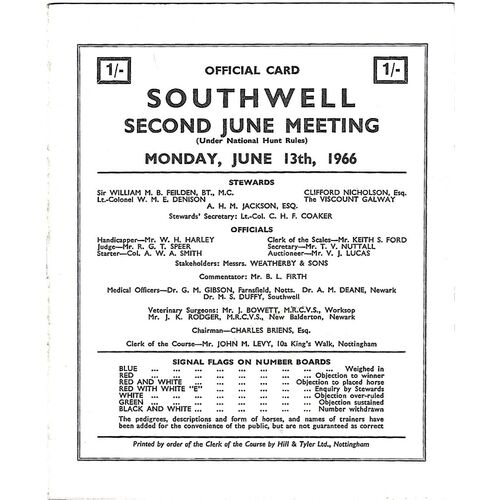 1/- OFFICIAL CARD 1/-
SOUTHWELL
SECOND JUNE MEETING
(Under National Hunt Rules)
MONDAY, JUNE 13th, 1966
STEWARDS
Sir WILLIAM M. B. FEILDEN, BT., M.C. CLIFFORD NICHOLSON, Esq.
Lt.-Colonel W. M. E. DENISON The VISCOUNT GALWAY
A. H. M. JACKSON, ESQ.
Stewards' Secretary: Lt.-Col. C. H. F. COAKER
OFFICIALS
Handicapper—Mr. W. H. HARLEY Clerk of the Scales—Mr. KEITH S. FORD
Judge—Mr. R. G. T. SPEER Secretary—Mr. T. V. NUTTALL
Starter—Col. A. W. A. SMITH Auctioneer—Mr. V. J. LUCAS
Stakeholders: Messrs. WEATHERBY & SONS
Commentator: Mr. B. L. FIRTH
Medical Officers—Dr. G. M. GIBSON, Farnsfield, Notts. Dr. A. M. DEANE, Newark
Dr. M. S. DUFFY, Southwell
Veterinary Surgeons: Mr. J. BOWETT, M.R.C.V.S., Worksop
Mr. J. K. RODGER, M.R.C.V.S., New Balderton, Newark
Chairman—CHARLES BRIENS, Esq.
Clerk of the Course—Mr. JOHN M. LEVY, 10a King's Walk, Nottingham
SIGNAL FLAGS ON NUMBER BOARDS
BLUE ... ... ... ... ... ... ... ... Weighed in
RED ... ... ... ... ... ... ... Objection to winner
RED AND WHITE ... ... ... ... ... Objection to placed horse
RED WITH WHITE "E" ... ... ... ... ... Enquiry by Stewards
WHITE ... ... ... ... ... ... ... Objection over-ruled
GREEN ... ... ... ... ... ... ... Objection sustained
BLACK AND WHITE ... ... ... ... ... ... Number withdrawn
The pedigrees, descriptions and form of horses, and names of trainers have
been added for the convenience of the public, but are not guaranteed as correct
Printed by order of the Clerk of the Course by Hill & Tyler Ltd., Nottingham